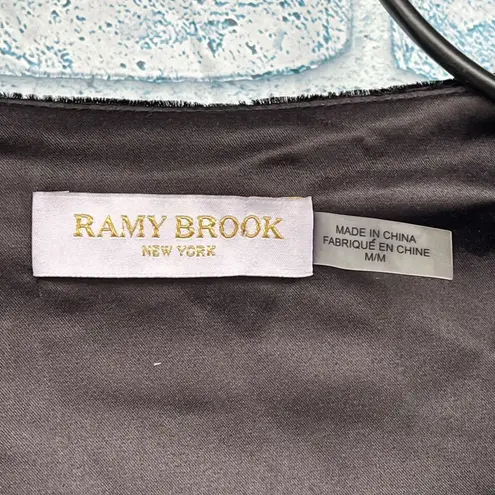 RAMY BROOK
NEW YORK
MADE IN CHINA
FABRIQUÉ EN CHINE
M/M